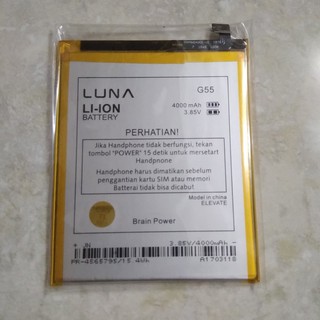 LUNA
G55
LI-ION
BATTERY
4000 mAh
3.85V
PERHATIAN!
Jika Handphone tidak berfungsi, tekan
tombol "POWER" 15 detik untuk merestart
Handpnone
Handphone harus dimatikan sebelum
penggantian kartu SIM atau memori
Baterai tidak bisa dicabut
Model in china
ELEVATE
Brain Power
3.85V/4000mAh
A1703118